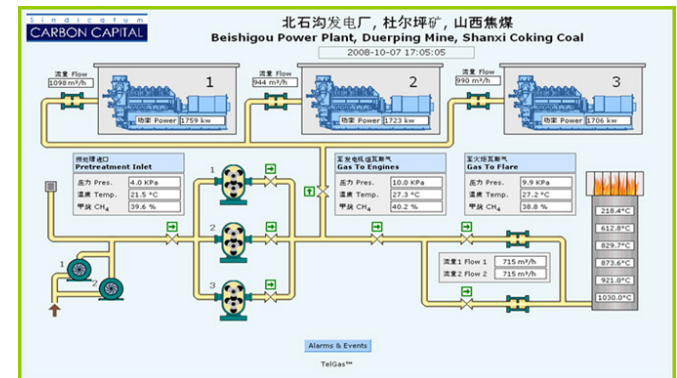 Sindicatum
CARBON CAPITAL
北石沟发电厂, 杜尔坪矿, 山西焦煤
Beishigou Power Plant, Duerping Mine, Shanxi Coking Coal
2008-10-07 17:05:05
流量 Flow
1098 m³/h
1
功率 Power 1759 kw
流量 Flow
944 m³/h
2
功率 Power 1723 kw
流量 Flow
990 m³/h
3
功率 Power 1706 kw
预处理进口
Pretreatment Inlet
压力 Pres. 4.0 KPa
温度 Temp. 21.5 °C
甲烷 CH₄ 39.6 %
至发电机组瓦斯气
Gas To Engines
压力 Pres. 10.0 KPa
温度 Temp. 27.3 °C
甲烷 CH₄ 40.2 %
至火炬瓦斯气
Gas To Flare
压力 Pres. 9.9 KPa
温度 Temp. 27.2 °C
甲烷 CH₄ 38.8 %
1
2
3
1
2
流量1 Flow 1 715 m³/h
流量2 Flow 2 715 m³/h
218.4°C
612.8°C
829.7°C
873.6°C
921.8°C
1030.0°C
Alarms & Events
TelGas™